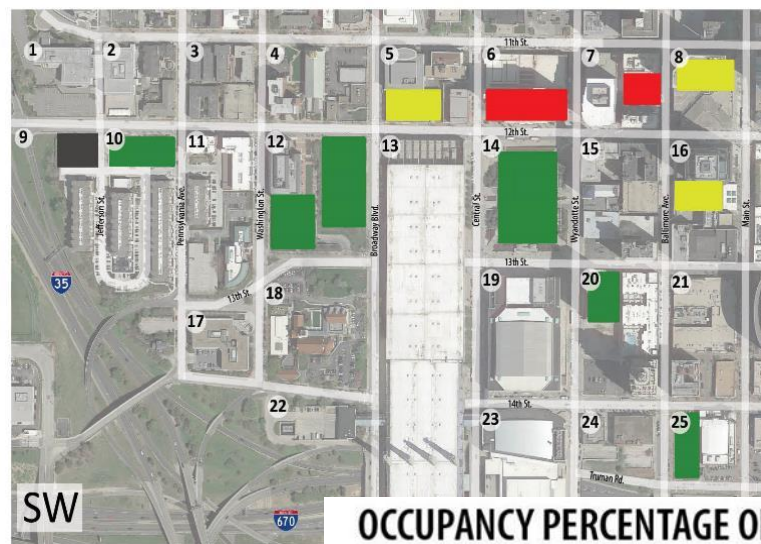 1 2 3 4 5 6 7 8
11th St.
12th St.
9 10 11 12 13 14 15 16
Jefferson St.
Pennsylvania Ave.
Washington St.
Broadway Blvd.
Central St.
Wyandotte St.
Baltimore Ave.
Main St.
13th St.
13th St.
35
17 18 19 20 21
14th St.
22 23 24 25
Truman Rd.
SW
670
OCCUPANCY PERCENTAGE O